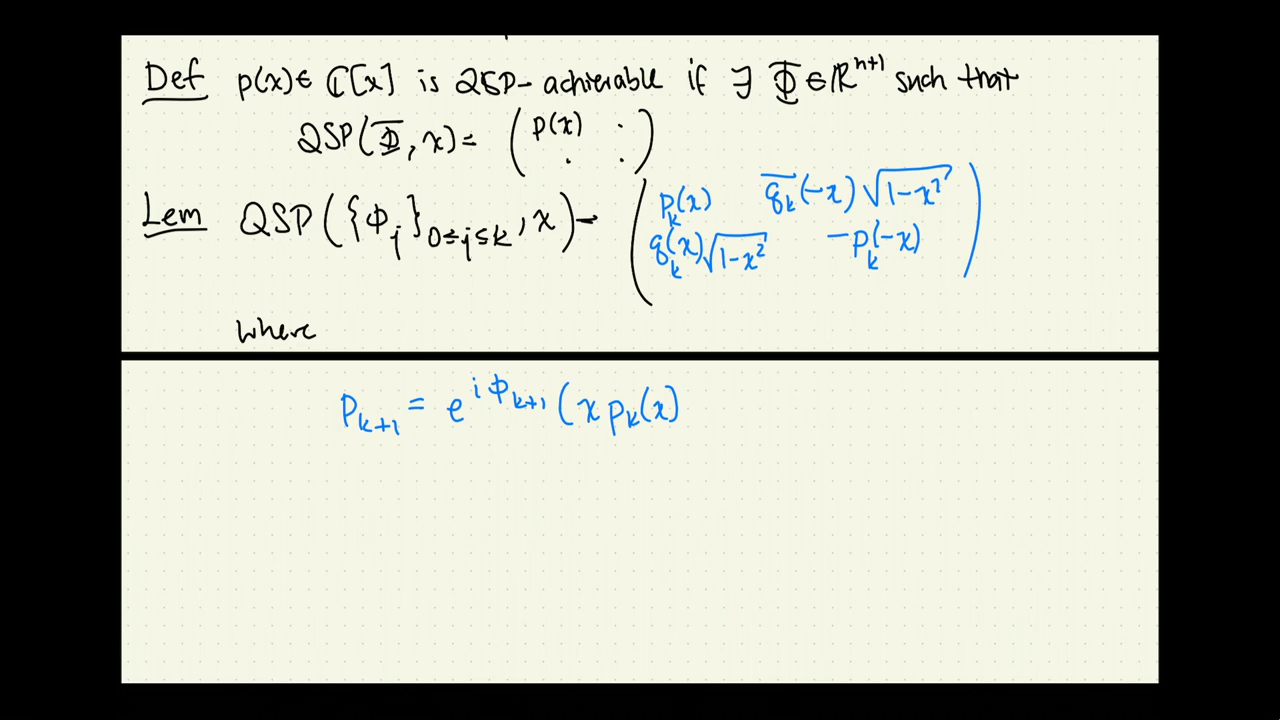 Def p(x) ∈ ℂ[x] is QSP-achievable if ∃ Φ ∈ ℝⁿ⁺¹ such that
QSP(Φ, x) = ( p(x) ·
· · )
Lem QSP({Φ_j}_{0≤j≤k}, x) = ( p_k(x) \overline{q_k}(-x) √(1-x²)
q_k(x) √(1-x²) -p_k(-x) )
where
p_{k+1} = e^{iΦ_{k+1}} (x p_k(x)